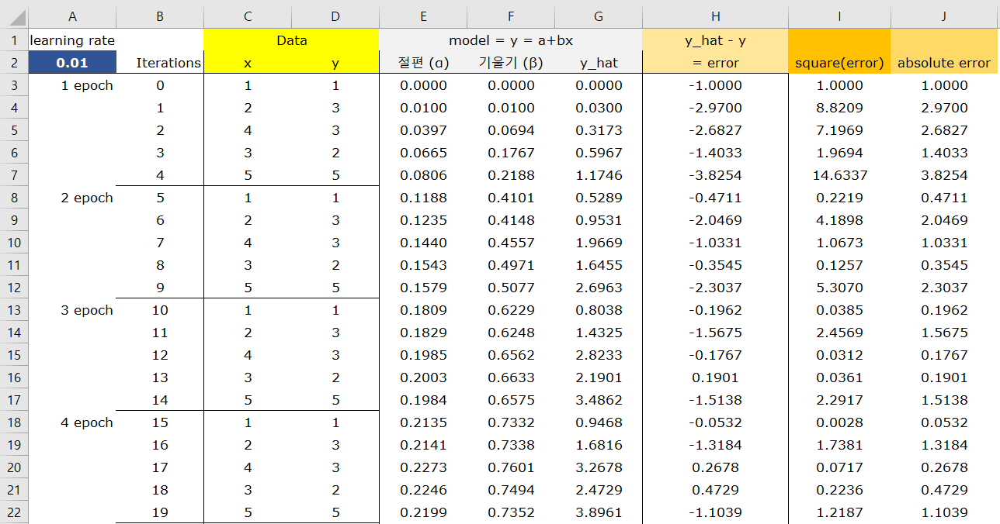 A B C D E F G H I J
1 learning rate Data model = y = a+bx y_hat - y
2 0.01 Iterations x y 절편 (α) 기울기 (β) y_hat = error square(error) absolute error
3 1 epoch 0 1 1 0.0000 0.0000 0.0000 -1.0000 1.0000 1.0000
4 1 2 3 0.0100 0.0100 0.0300 -2.9700 8.8209 2.9700
5 2 4 3 0.0397 0.0694 0.3173 -2.6827 7.1969 2.6827
6 3 3 2 0.0665 0.1767 0.5967 -1.4033 1.9694 1.4033
7 4 5 5 0.0806 0.2188 1.1746 -3.8254 14.6337 3.8254
8 2 epoch 5 1 1 0.1188 0.4101 0.5289 -0.4711 0.2219 0.4711
9 6 2 3 0.1235 0.4148 0.9531 -2.0469 4.1898 2.0469
10 7 4 3 0.1440 0.4557 1.9669 -1.0331 1.0673 1.0331
11 8 3 2 0.1543 0.4971 1.6455 -0.3545 0.1257 0.3545
12 9 5 5 0.1579 0.5077 2.6963 -2.3037 5.3070 2.3037
13 3 epoch 10 1 1 0.1809 0.6229 0.8038 -0.1962 0.0385 0.1962
14 11 2 3 0.1829 0.6248 1.4325 -1.5675 2.4569 1.5675
15 12 4 3 0.1985 0.6562 2.8233 -0.1767 0.0312 0.1767
16 13 3 2 0.2003 0.6633 2.1901 0.1901 0.0361 0.1901
17 14 5 5 0.1984 0.6575 3.4862 -1.5138 2.2917 1.5138
18 4 epoch 15 1 1 0.2135 0.7332 0.9468 -0.0532 0.0028 0.0532
19 16 2 3 0.2141 0.7338 1.6816 -1.3184 1.7381 1.3184
20 17 4 3 0.2273 0.7601 3.2678 0.2678 0.0717 0.2678
21 18 3 2 0.2246 0.7494 2.4729 0.4729 0.2236 0.4729
22 19 5 5 0.2199 0.7352 3.8961 -1.1039 1.2187 1.1039